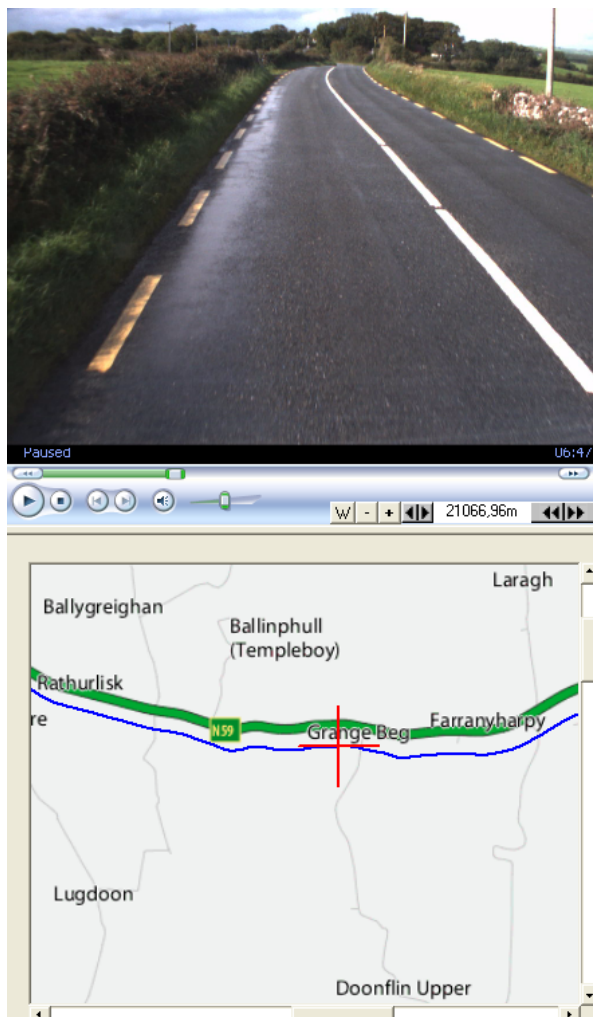 Paused 06:47
W - + 21066,96m
Laragh
Ballygreighan
Ballinphull
(Templeboy)
Rathurlisk
re
N59
Grange Beg
Farranyharpy
Lugdoon
Doonflin Upper